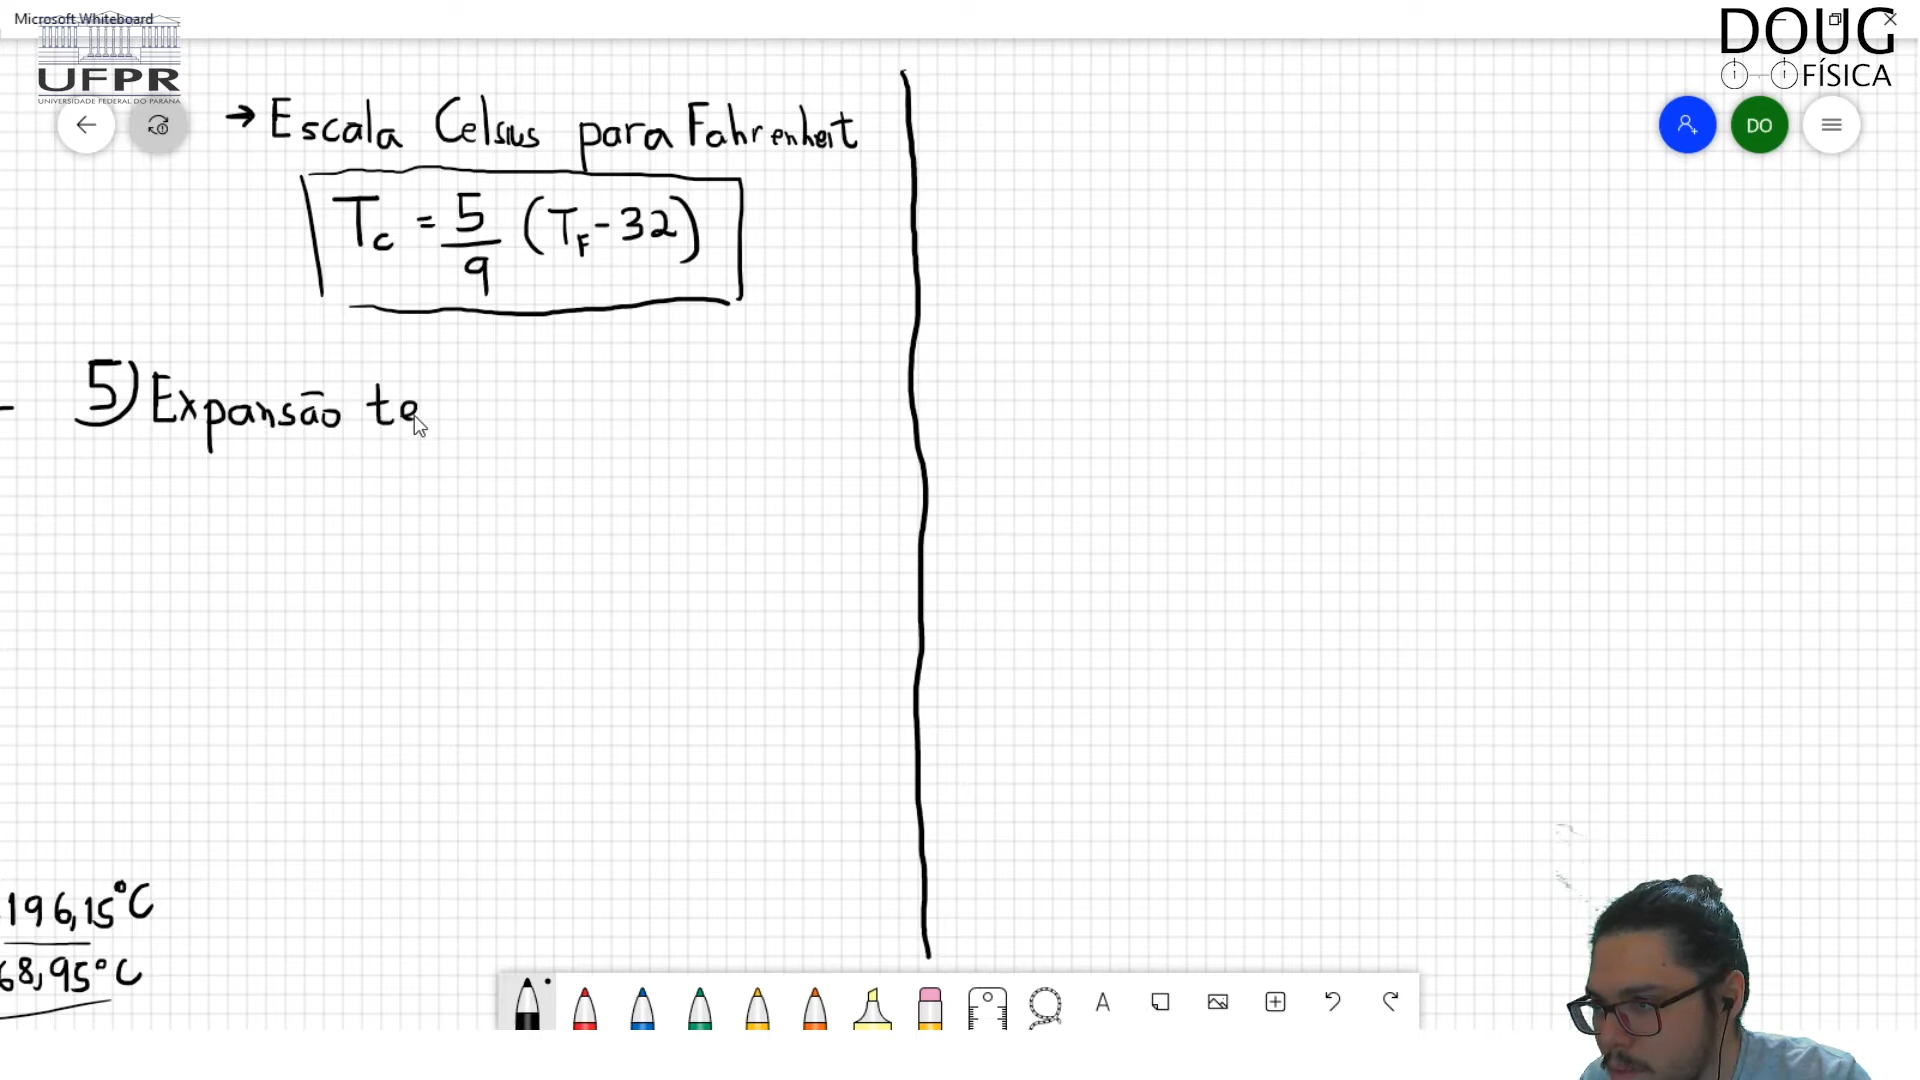 Microsoft Whiteboard
DOUG
FÍSICA
UFPR
UNIVERSIDADE FEDERAL DO PARANÁ
DO
→ Escala Celsius para Fahrenheit
Tc = 5/9 (TF - 32)
5) Expansão te
196,15°C
68,95°C
A